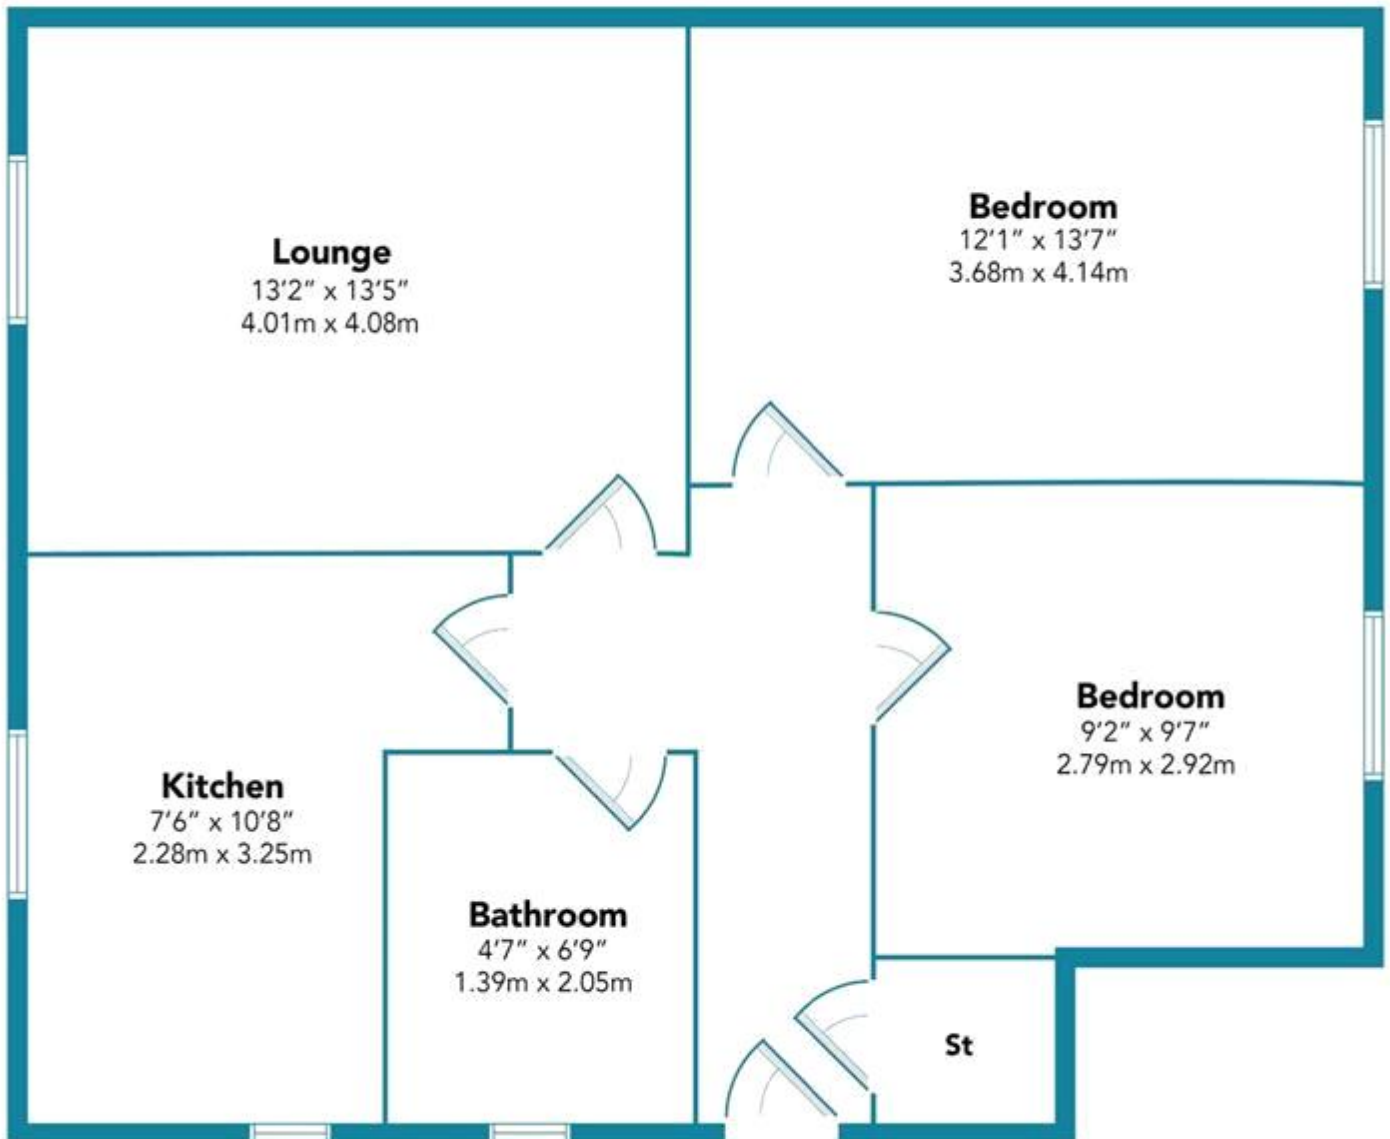 Lounge
13'2" x 13'5"
4.01m x 4.08m
Bedroom
12'1" x 13'7"
3.68m x 4.14m
Kitchen
7'6" x 10'8"
2.28m x 3.25m
Bathroom
4'7" x 6'9"
1.39m x 2.05m
Bedroom
9'2" x 9'7"
2.79m x 2.92m
St